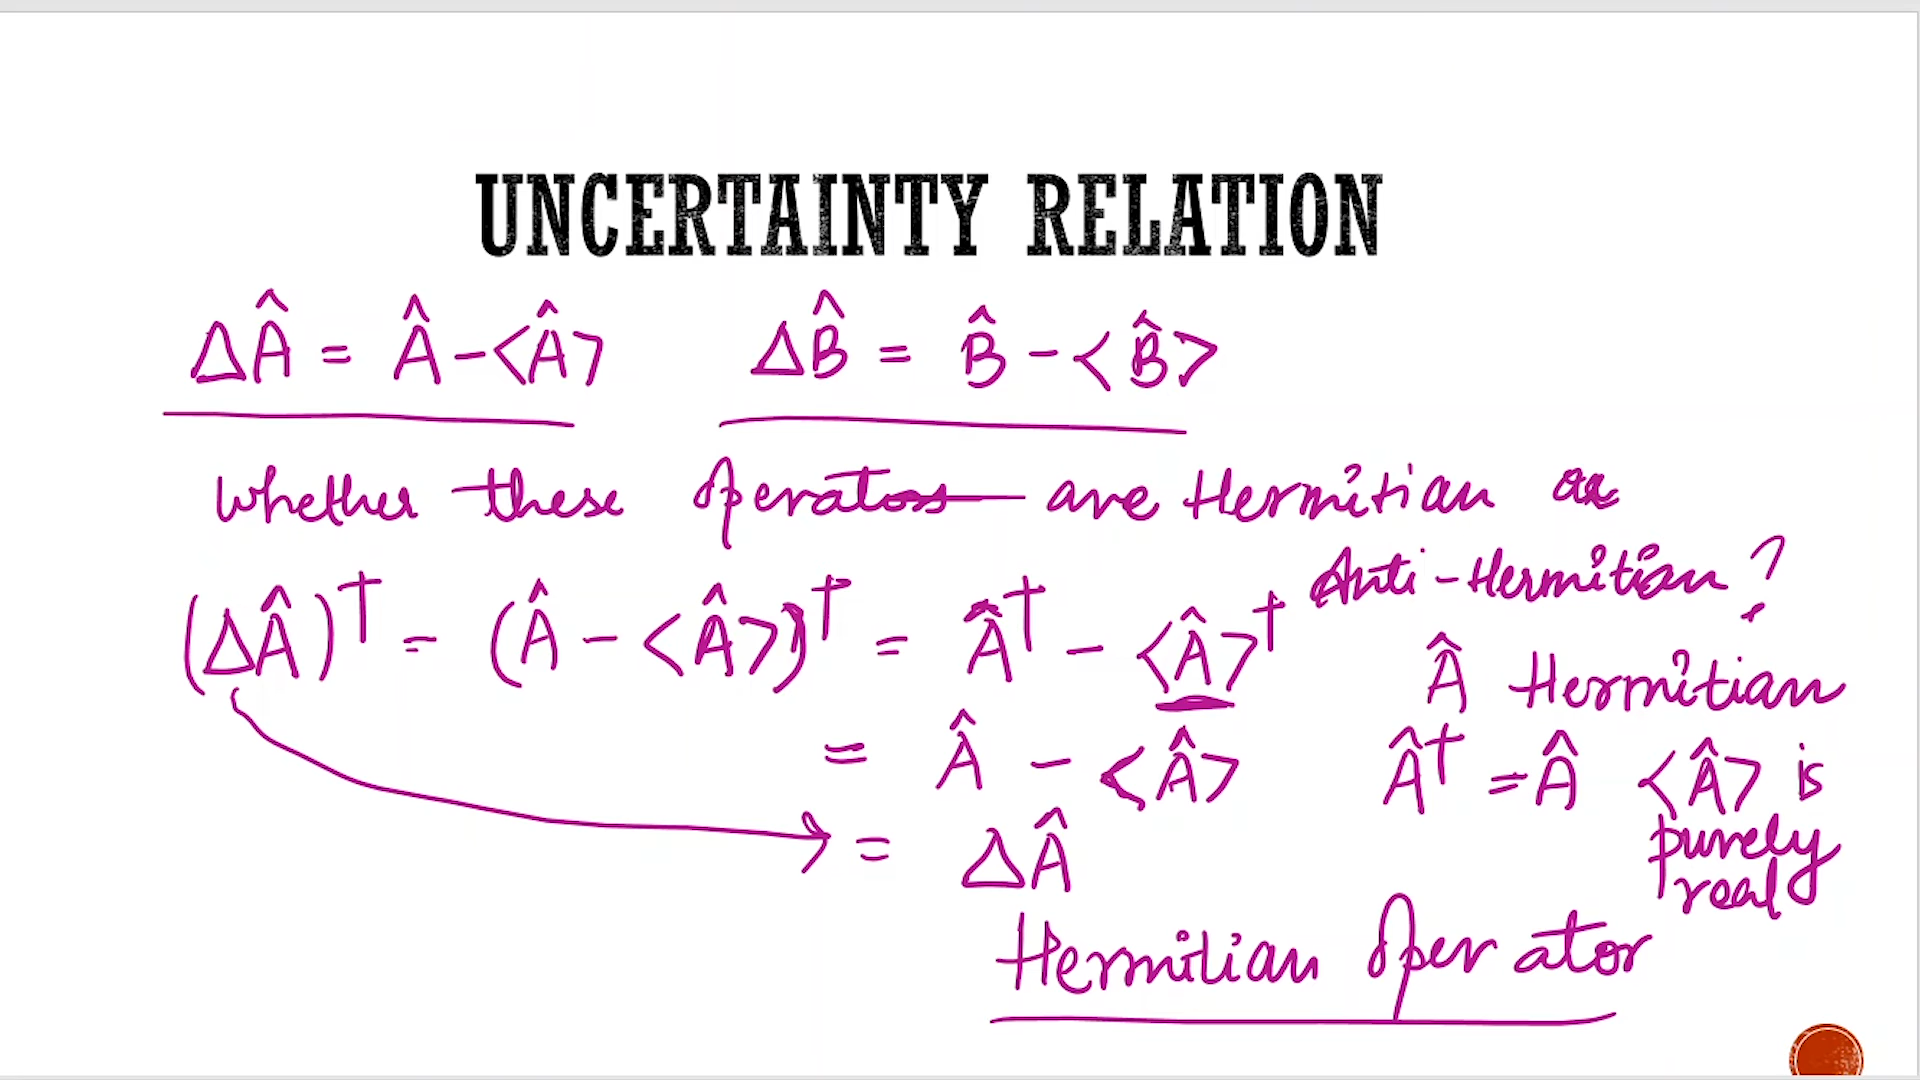 UNCERTAINTY RELATION
ΔÂ = Â - <Â> ΔB̂ = B̂ - <B̂>
Whether these operators are Hermitian or
Anti-Hermitian ?
(ΔÂ)† = (Â - <Â>)† = Â† - <Â>†
Â Hermitian
= Â - <Â>
Â† = Â <Â> is
purely
real
= ΔÂ
Hermitian Operator